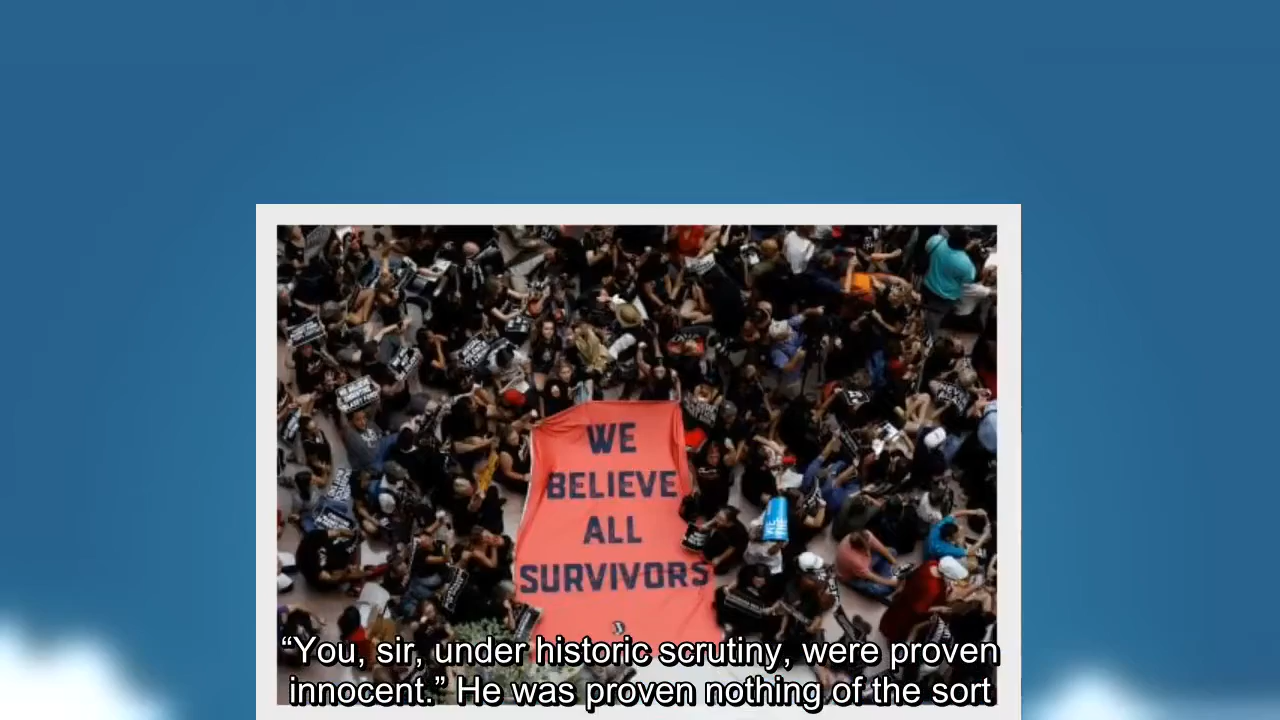 WE
BELIEVE
ALL
SURVIVORS
“You, sir, under historic scrutiny, were proven
innocent.” He was proven nothing of the sort